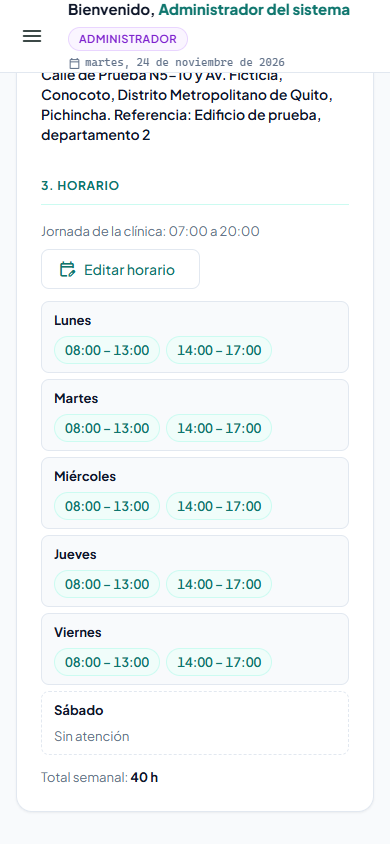 Bienvenido, Administrador del sistema
ADMINISTRADOR
martes, 24 de noviembre de 2026
Calle de Prueba N5-10 y Av. Ficticia,
Conocoto, Distrito Metropolitano de Quito,
Pichincha. Referencia: Edificio de prueba,
departamento 2
3. HORARIO
Jornada de la clínica: 07:00 a 20:00
Editar horario
Lunes
08:00 – 13:00 14:00 – 17:00
Martes
08:00 – 13:00 14:00 – 17:00
Miércoles
08:00 – 13:00 14:00 – 17:00
Jueves
08:00 – 13:00 14:00 – 17:00
Viernes
08:00 – 13:00 14:00 – 17:00
Sábado
Sin atención
Total semanal: 40 h